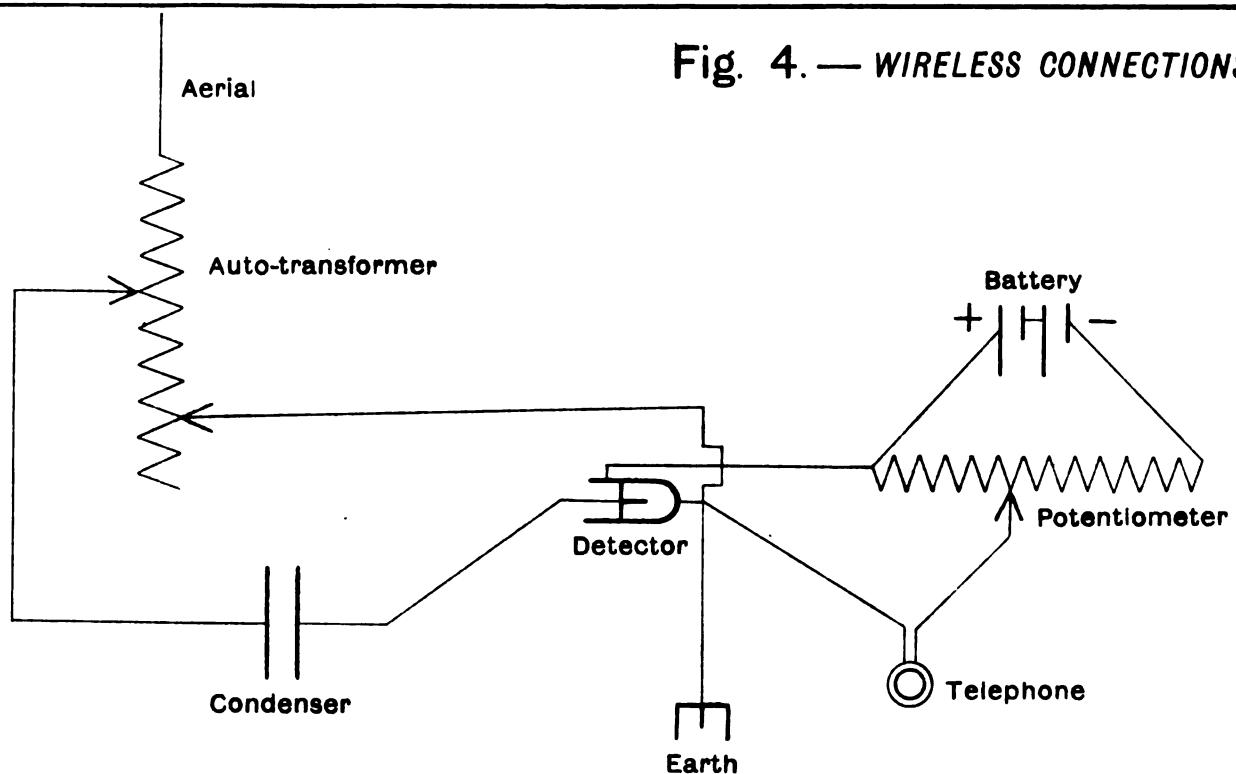 Fig. 4. — WIRELESS CONNECTIONS
Aerial
Auto-transformer
Battery
+ −
Potentiometer
Detector
Condenser
Telephone
Earth